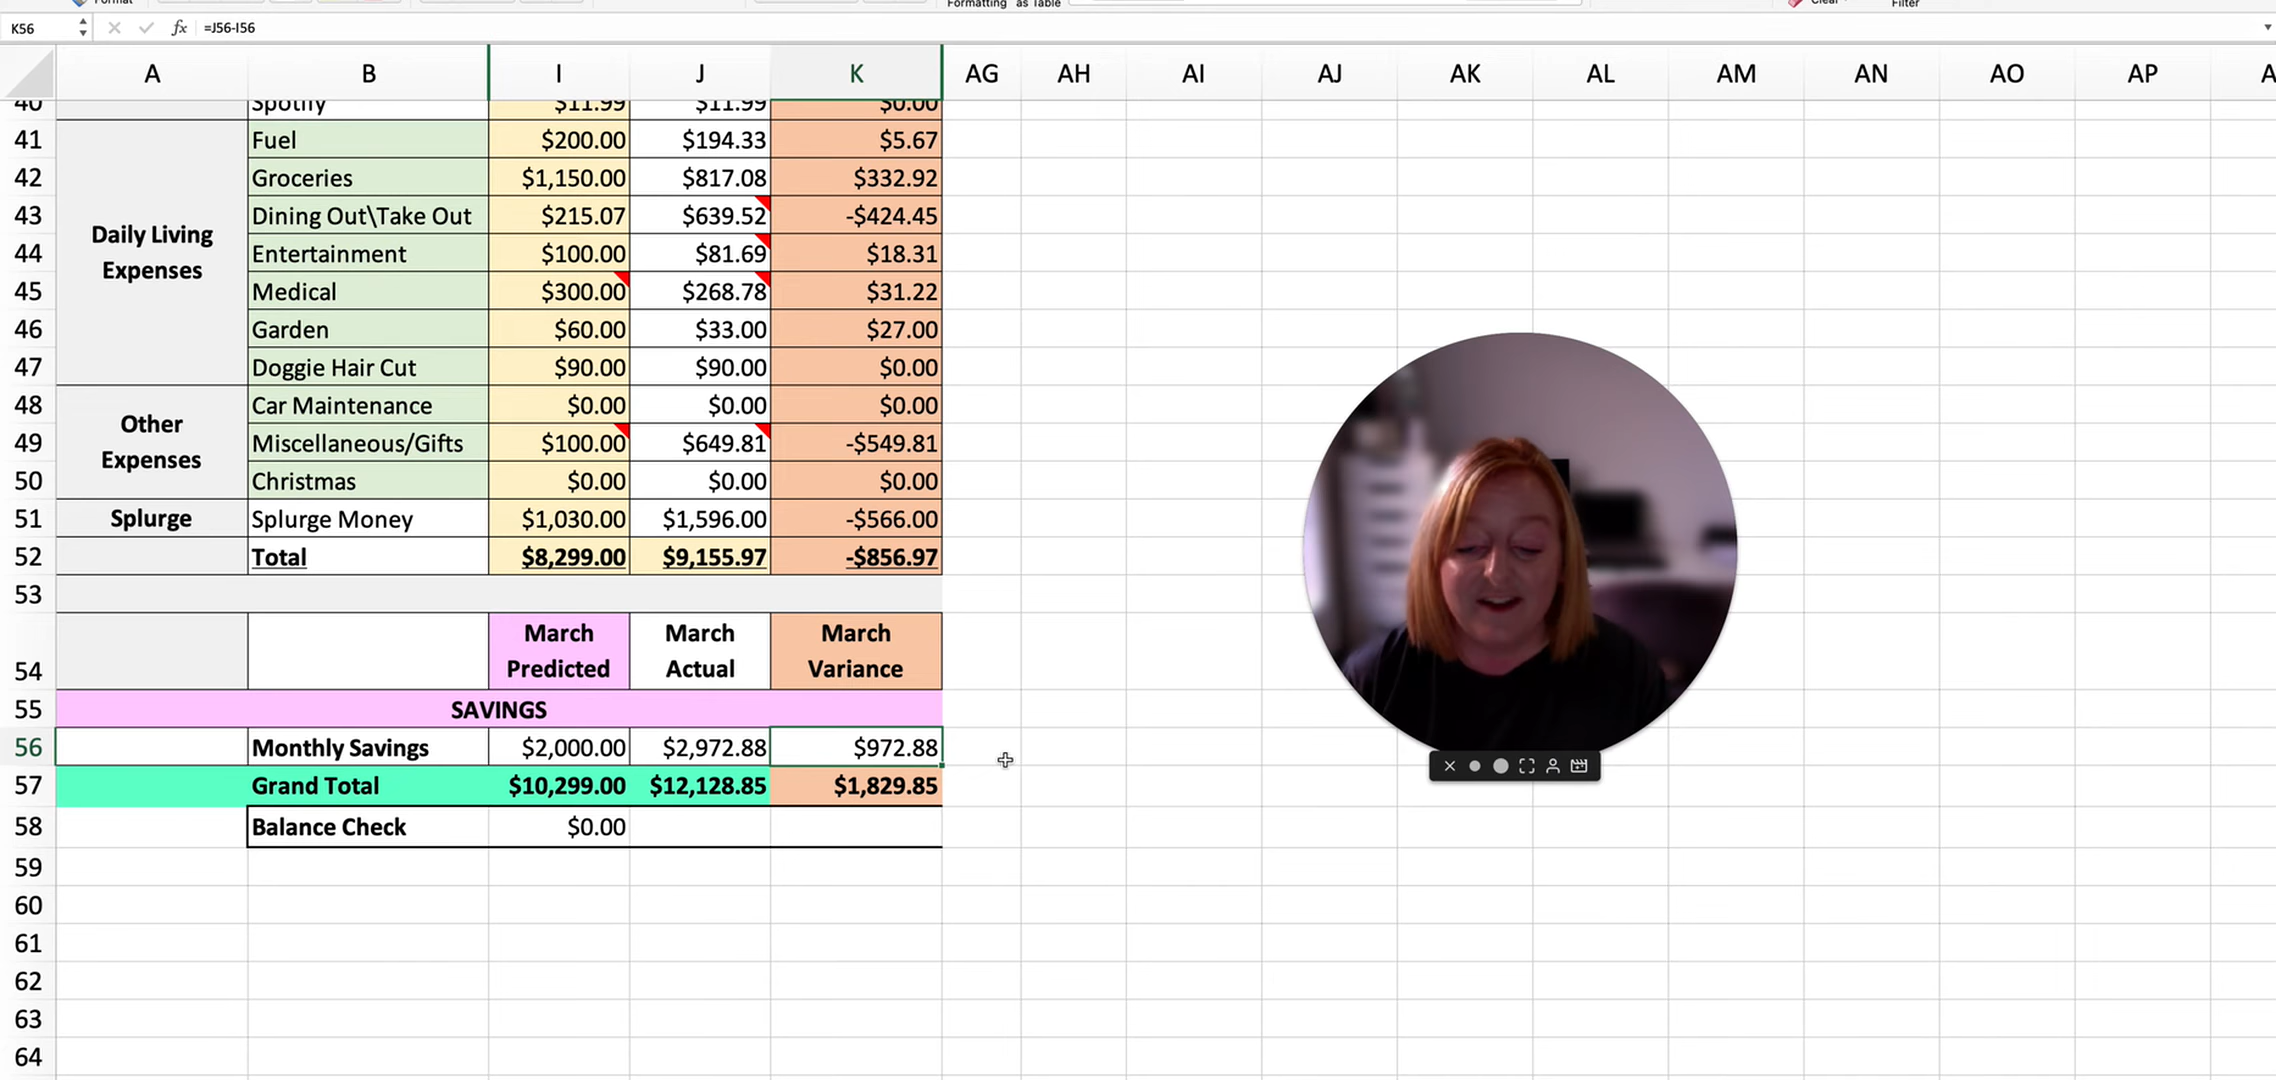 Format
Formatting as Table
Clear
Filter
K56 fx =J56-I56
A B I J K AG AH AI AJ AK AL AM AN AO AP A
40 Spotify $11.99 $11.99 $0.00
41 Fuel $200.00 $194.33 $5.67
42 Groceries $1,150.00 $817.08 $332.92
43 Dining Out\Take Out $215.07 $639.52 -$424.45
Daily Living
Expenses
44 Entertainment $100.00 $81.69 $18.31
45 Medical $300.00 $268.78 $31.22
46 Garden $60.00 $33.00 $27.00
47 Doggie Hair Cut $90.00 $90.00 $0.00
48 Car Maintenance $0.00 $0.00 $0.00
Other
Expenses
49 Miscellaneous/Gifts $100.00 $649.81 -$549.81
50 Christmas $0.00 $0.00 $0.00
51 Splurge Splurge Money $1,030.00 $1,596.00 -$566.00
52 Total $8,299.00 $9,155.97 -$856.97
53
March March March
54 Predicted Actual Variance
55 SAVINGS
56 Monthly Savings $2,000.00 $2,972.88 $972.88
57 Grand Total $10,299.00 $12,128.85 $1,829.85
58 Balance Check $0.00
59
60
61
62
63
64